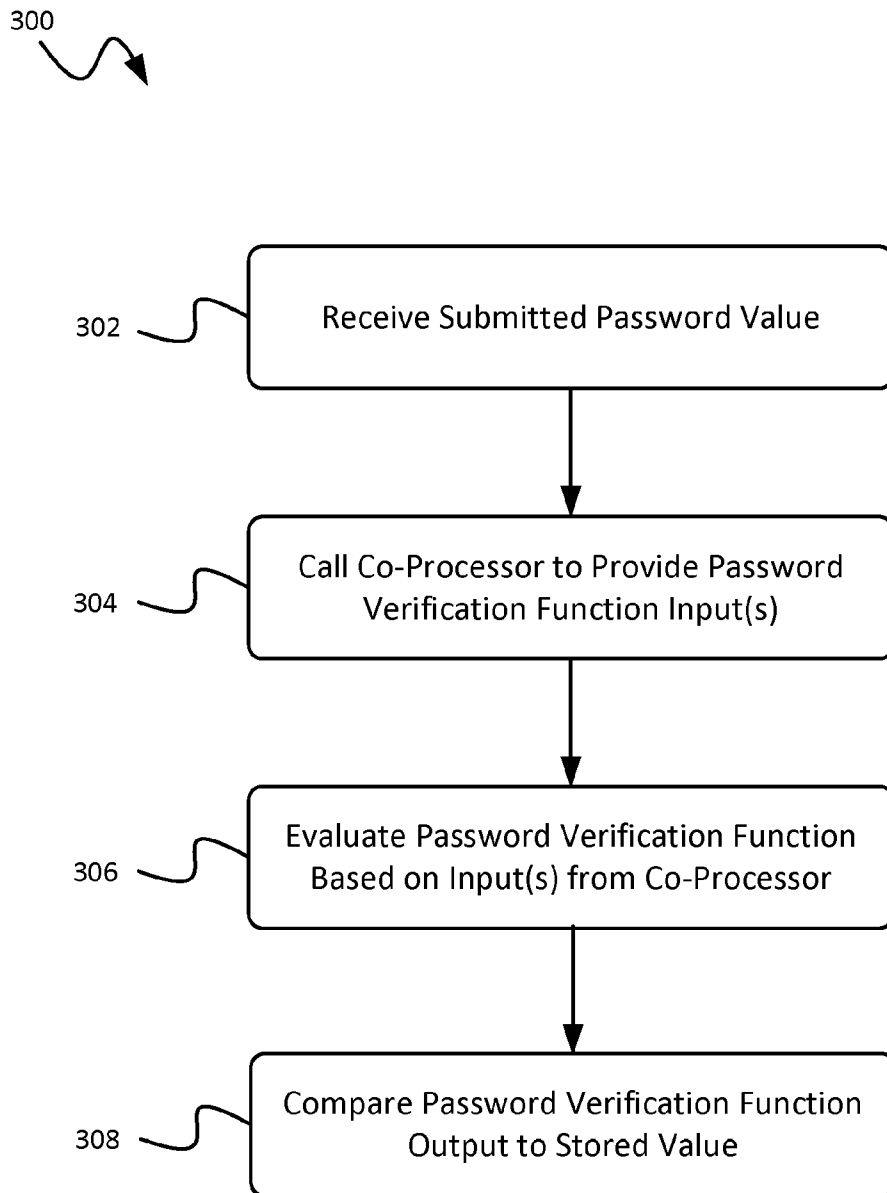 300
302
Receive Submitted Password Value
304
Call Co-Processor to Provide Password
Verification Function Input(s)
306
Evaluate Password Verification Function
Based on Input(s) from Co-Processor
308
Compare Password Verification Function
Output to Stored Value